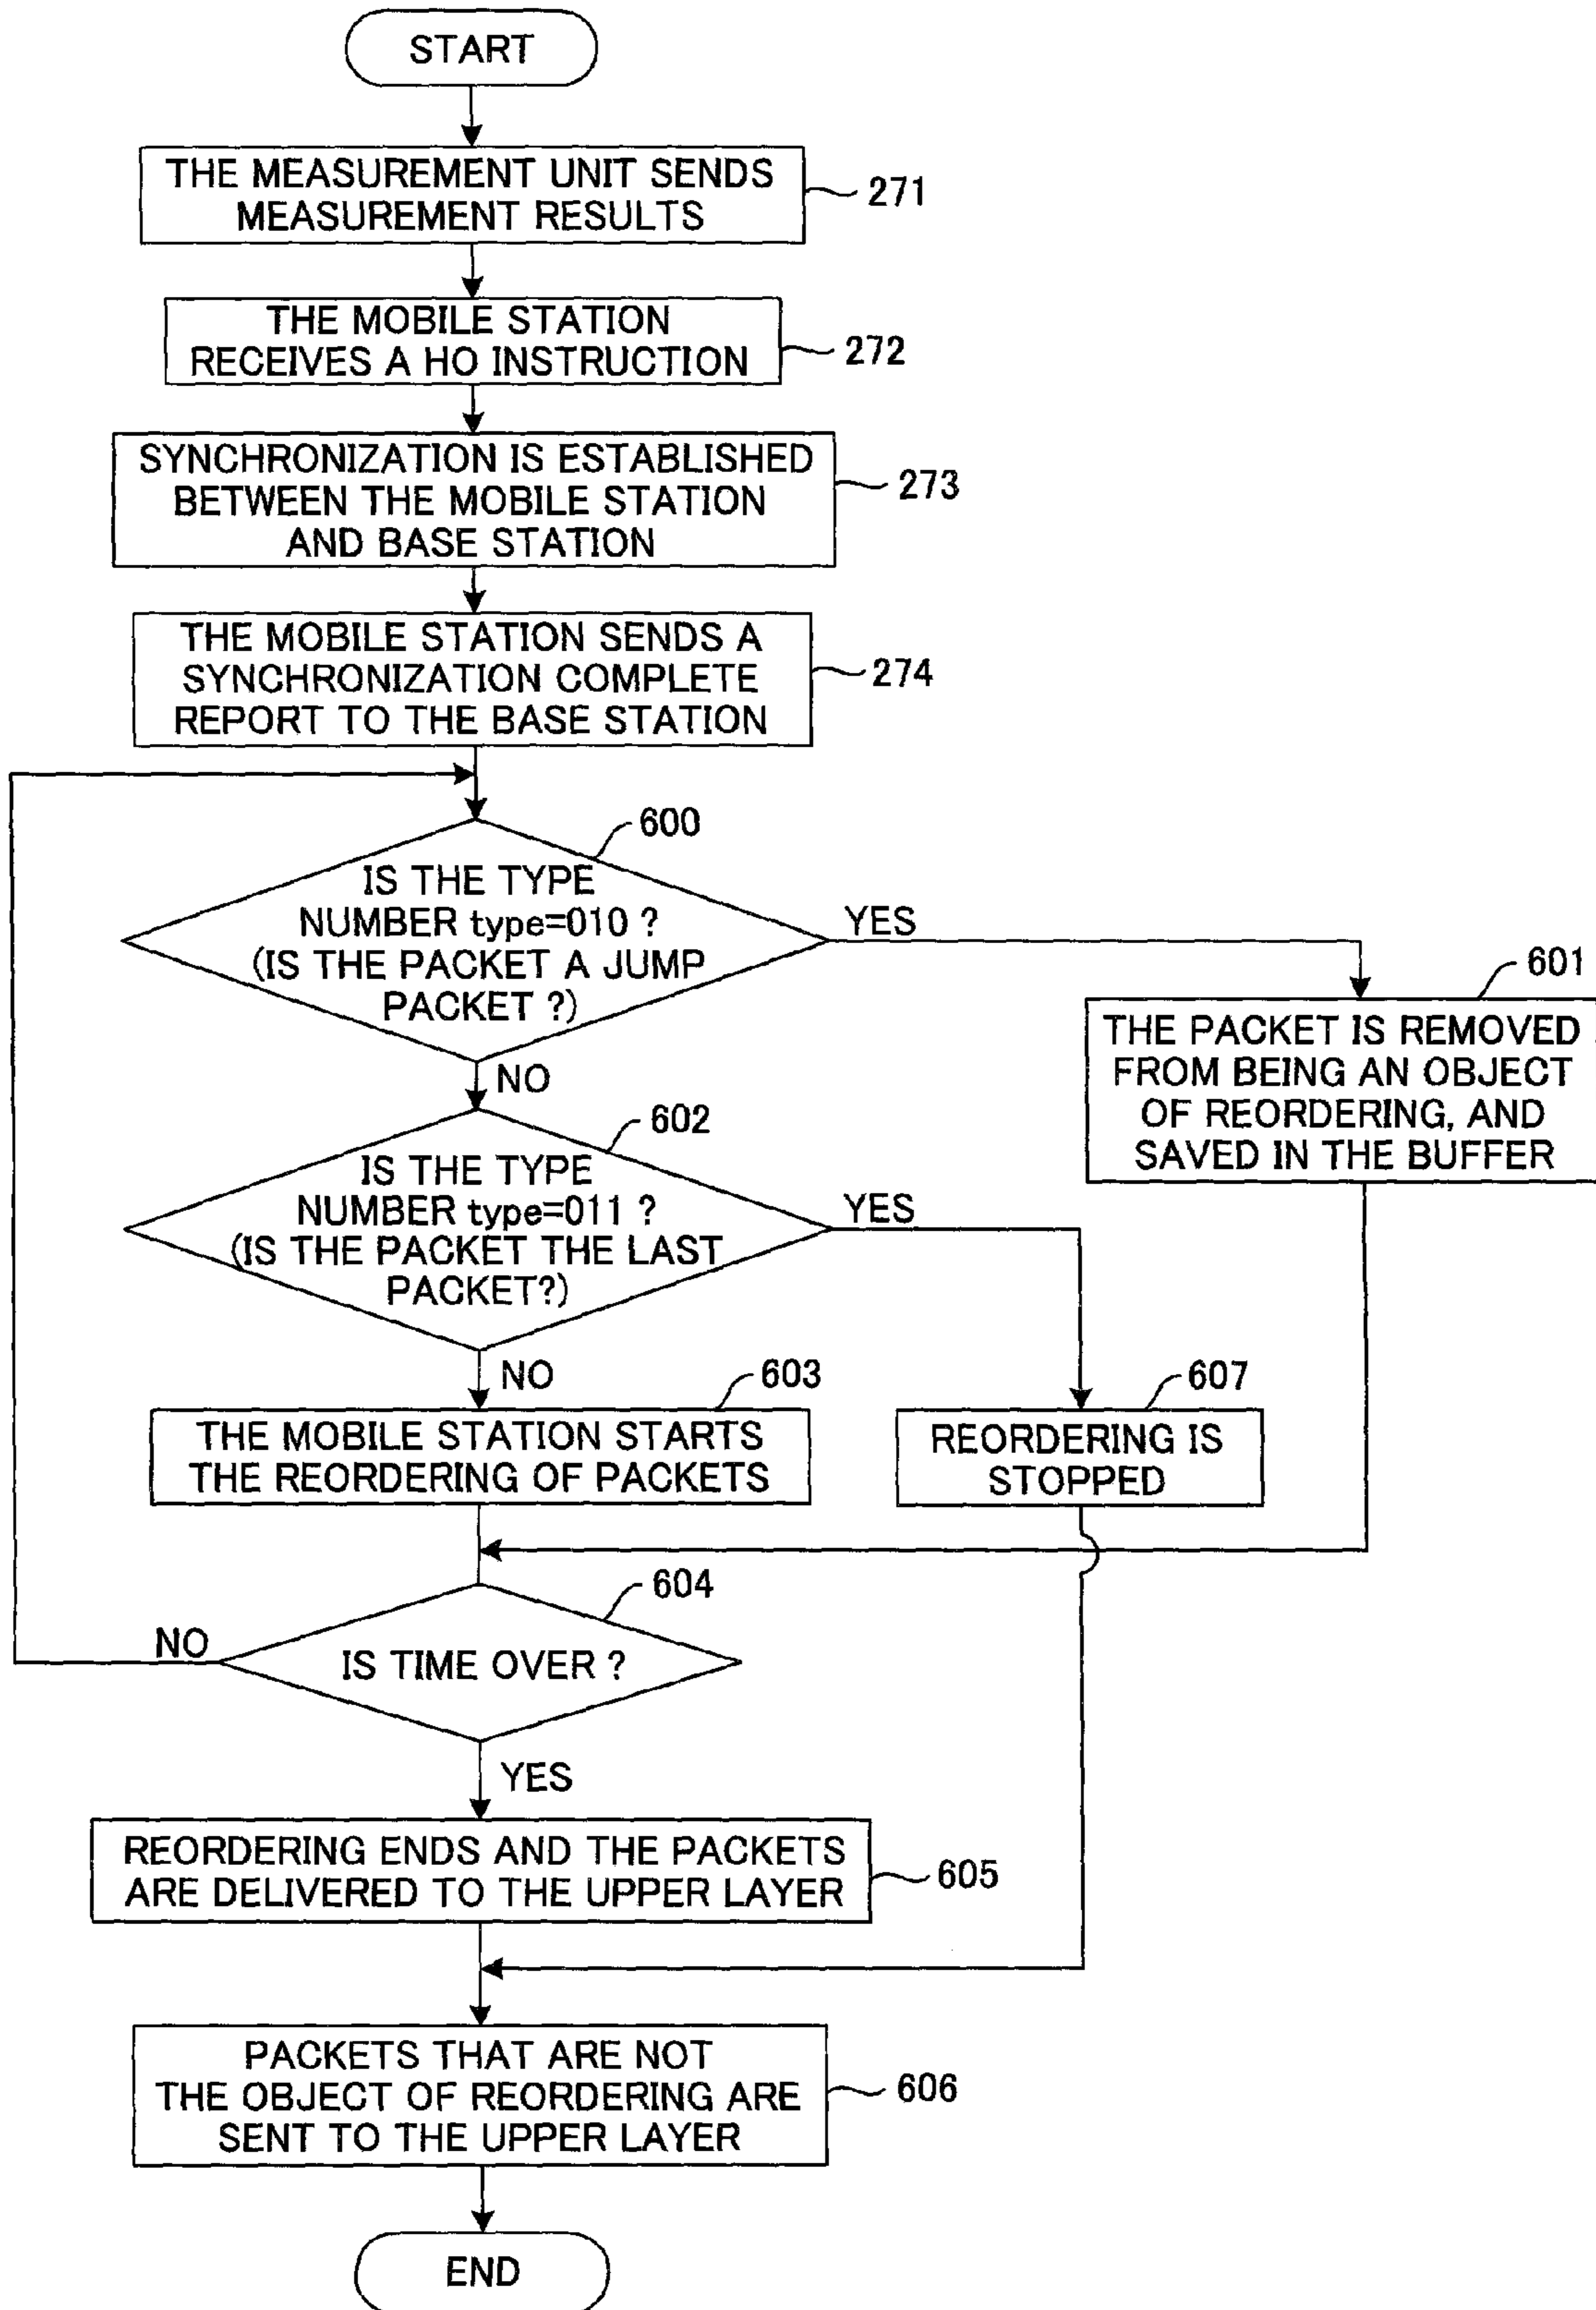 START
THE MEASUREMENT UNIT SENDS
MEASUREMENT RESULTS
271
THE MOBILE STATION
RECEIVES A HO INSTRUCTION
272
SYNCHRONIZATION IS ESTABLISHED
BETWEEN THE MOBILE STATION
AND BASE STATION
273
THE MOBILE STATION SENDS A
SYNCHRONIZATION COMPLETE
REPORT TO THE BASE STATION
274
600
IS THE TYPE
NUMBER type=010 ?
(IS THE PACKET A JUMP
PACKET ?)
YES
NO
601
THE PACKET IS REMOVED
FROM BEING AN OBJECT
OF REORDERING, AND
SAVED IN THE BUFFER
602
IS THE TYPE
NUMBER type=011 ?
(IS THE PACKET THE LAST
PACKET?)
YES
NO
603
THE MOBILE STATION STARTS
THE REORDERING OF PACKETS
607
REORDERING IS
STOPPED
604
IS TIME OVER ?
NO
YES
REORDERING ENDS AND THE PACKETS
ARE DELIVERED TO THE UPPER LAYER
605
PACKETS THAT ARE NOT
THE OBJECT OF REORDERING ARE
SENT TO THE UPPER LAYER
606
END